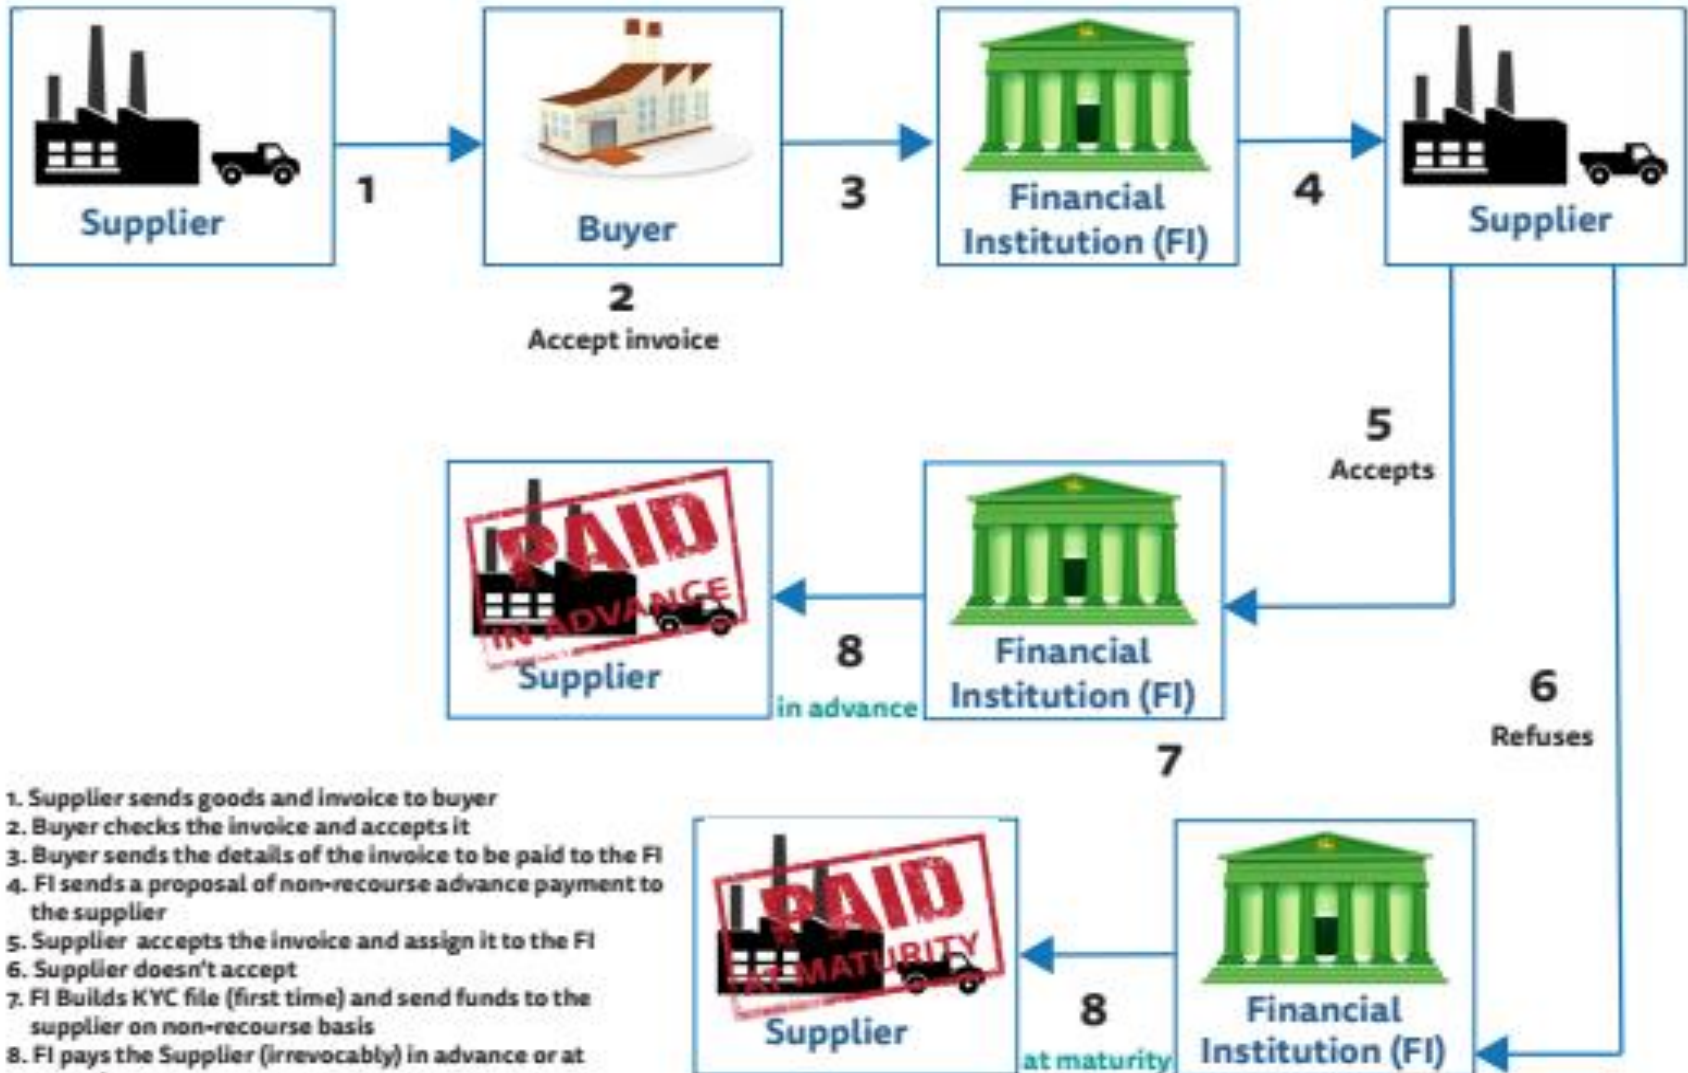 Supplier
1
Buyer
2
Accept invoice
3
Financial
Institution (FI)
4
Supplier
5
Accepts
PAID
IN ADVANCE
Supplier
8
in advance
Financial
Institution (FI)
7
6
Refuses
1. Supplier sends goods and invoice to buyer
2. Buyer checks the invoice and accepts it
3. Buyer sends the details of the invoice to be paid to the FI
4. FI sends a proposal of non-recourse advance payment to
the supplier
5. Supplier accepts the invoice and assign it to the FI
6. Supplier doesn't accept
7. FI Builds KYC file (first time) and send funds to the
supplier on non-recourse basis
8. FI pays the Supplier (irrevocably) in advance or at
PAID
AT MATURITY
Supplier
8
at maturity
Financial
Institution (FI)